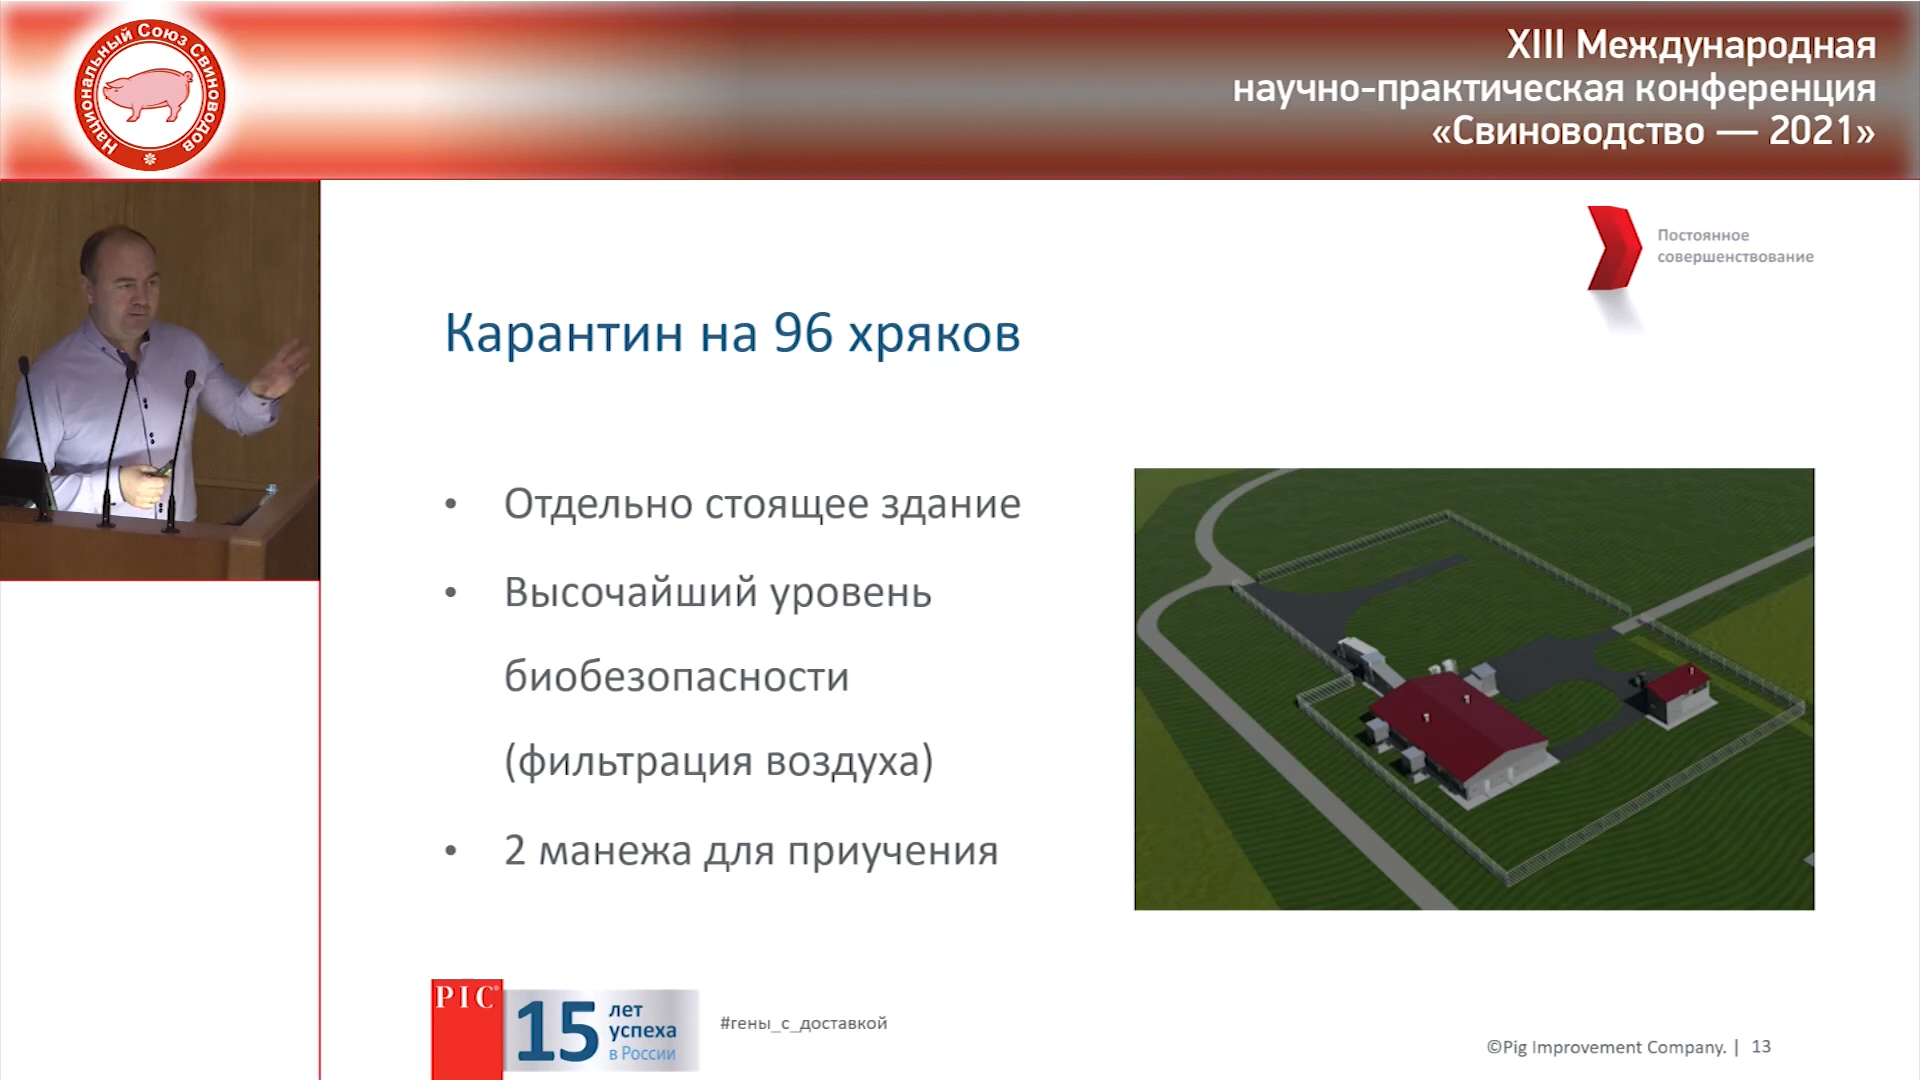 Национальный Союз Свиноводов
XIII Международная
научно-практическая конференция
«Свиноводство — 2021»
Постоянное
совершенствование
Карантин на 96 хряков
• Отдельно стоящее здание
• Высочайший уровень
биобезопасности
(фильтрация воздуха)
• 2 манежа для приучения
PIC®
15 лет
успеха
в России
#гены_с_доставкой
©Pig Improvement Company. | 13